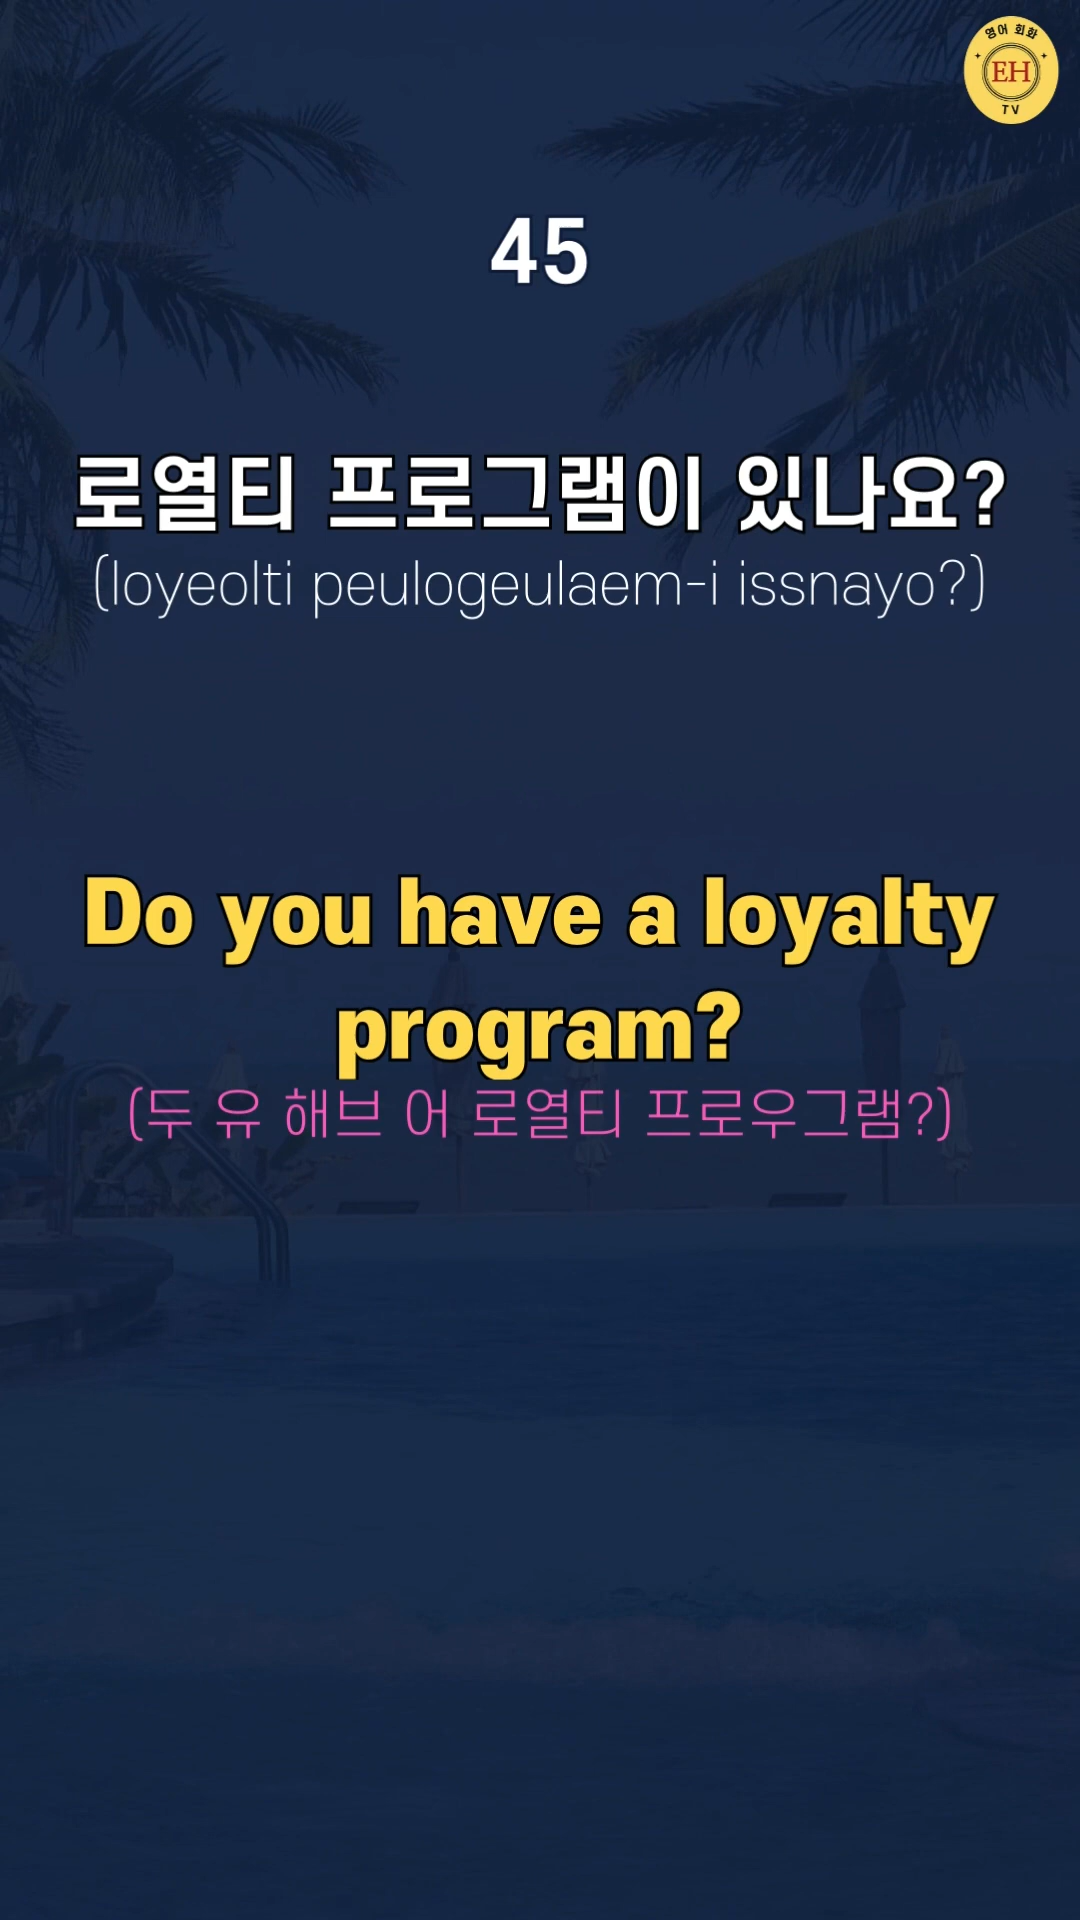 영어 회화
EH
TV
45
로열티 프로그램이 있나요?
(loyeolti peulogeulaem-i issnayo?)
Do you have a loyalty
program?
(두 유 해브 어 로열티 프로우그램?)